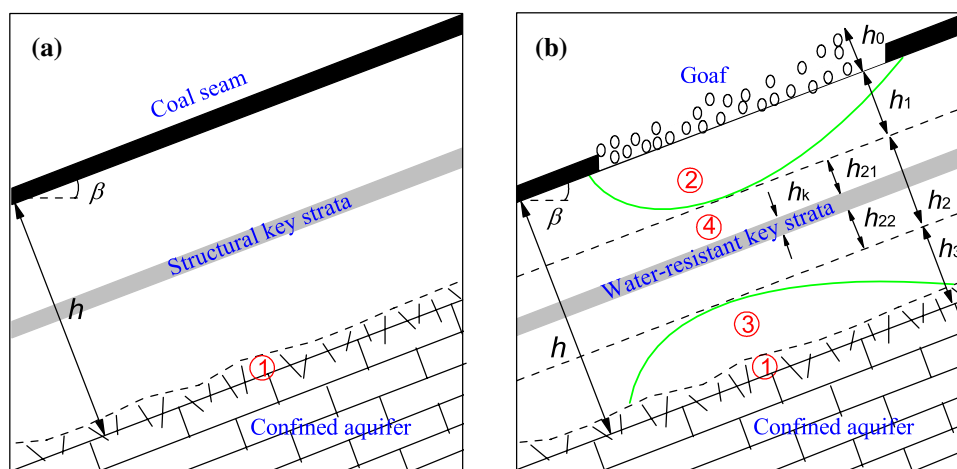 (a)
Coal seam
β
Structural key strata
h
①
Confined aquifer
(b)
h0
Goaf
h1
②
β
hk
h21
h2
④
h22
Water-resistant key strata
h3
③
h
①
Confined aquifer